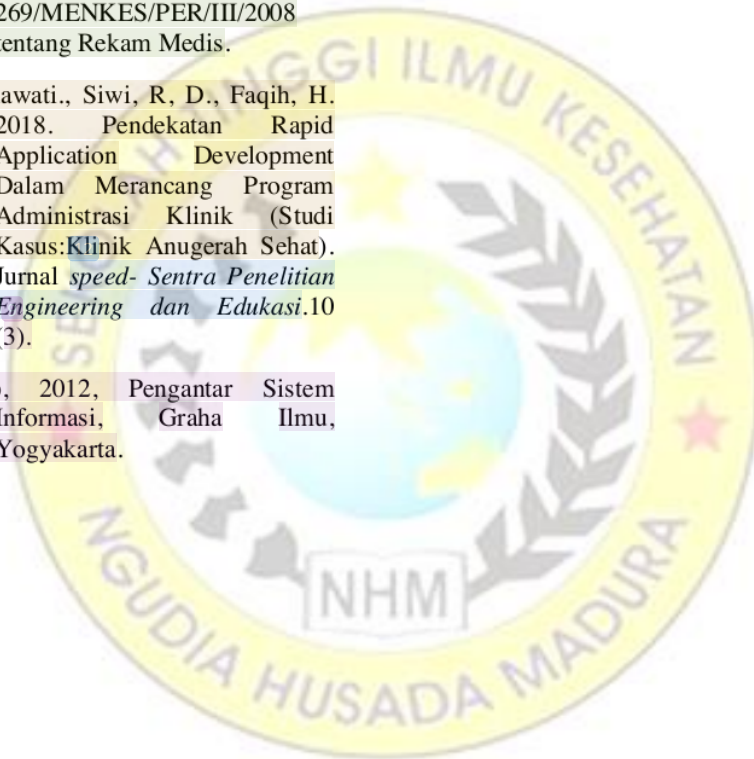 269/MENKES/PER/III/2008
tentang Rekam Medis.
awati., Siwi, R, D., Faqih, H.
2018. Pendekatan Rapid
Application Development
Dalam Merancang Program
Administrasi Klinik (Studi
Kasus:Klinik Anugerah Sehat).
Jurnal speed- Sentra Penelitian
Engineering dan Edukasi.10
(3).
, 2012, Pengantar Sistem
Informasi, Graha Ilmu,
Yogyakarta.
SEKOLAH TINGGI ILMU KESEHATAN
NHM
NGUDIA HUSADA MADURA